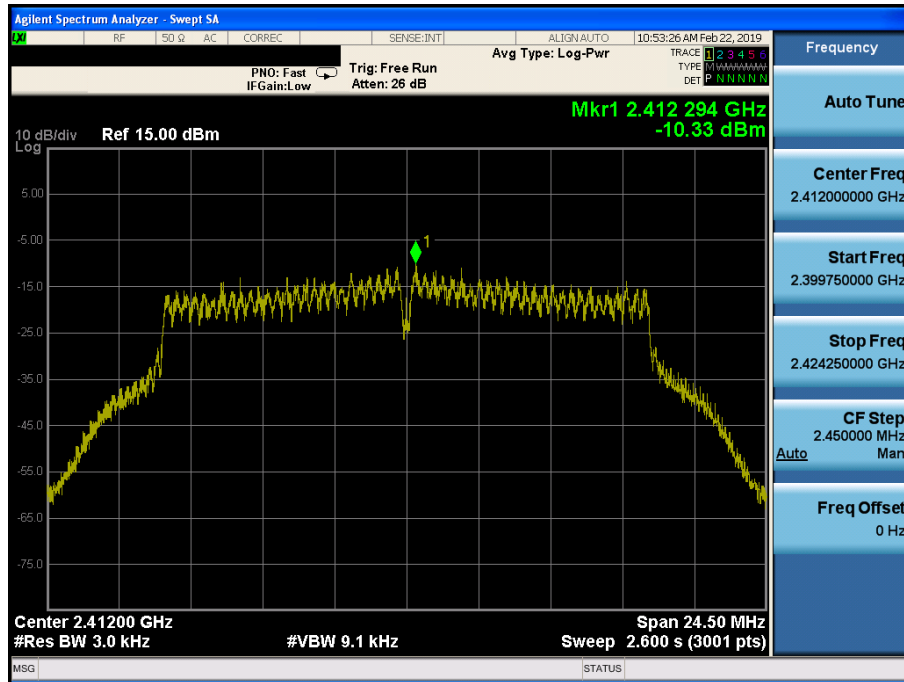 Agilent Spectrum Analyzer - Swept SA
LXI RF 50 Ω AC CORREC SENSE:INT ALIGN AUTO 10:53:26 AM Feb 22, 2019
Frequency
PNO: Fast
IFGain:Low
Trig: Free Run
Atten: 26 dB
Avg Type: Log-Pwr
TRACE 1 2 3 4 5 6
TYPE M WWWWW
DET P N N N N N
Auto Tune
Mkr1 2.412 294 GHz
-10.33 dBm
10 dB/div Ref 15.00 dBm
Log
5.00
-5.00
-15.0
-25.0
-35.0
-45.0
-55.0
-65.0
-75.0
1
Center Freq
2.412000000 GHz
Start Freq
2.399750000 GHz
Stop Freq
2.424250000 GHz
CF Step
2.450000 MHz
Auto Man
Freq Offset
0 Hz
Center 2.41200 GHz Span 24.50 MHz
#Res BW 3.0 kHz #VBW 9.1 kHz Sweep 2.600 s (3001 pts)
MSG STATUS